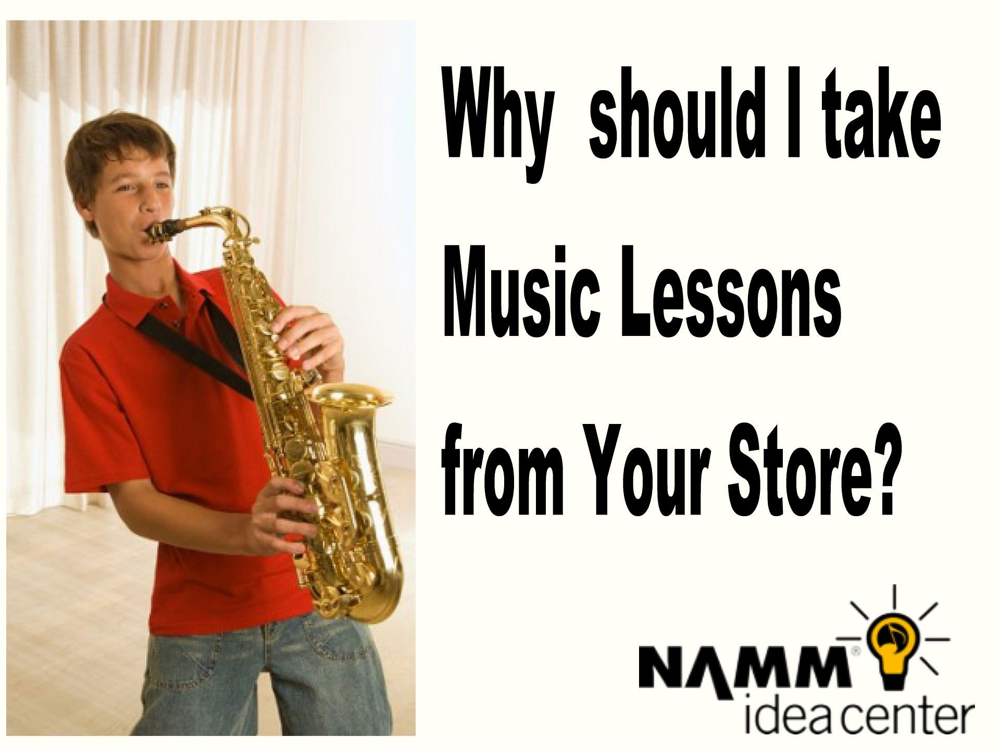 Why should I take
Music Lessons
from Your Store?
NAMM®
idea center